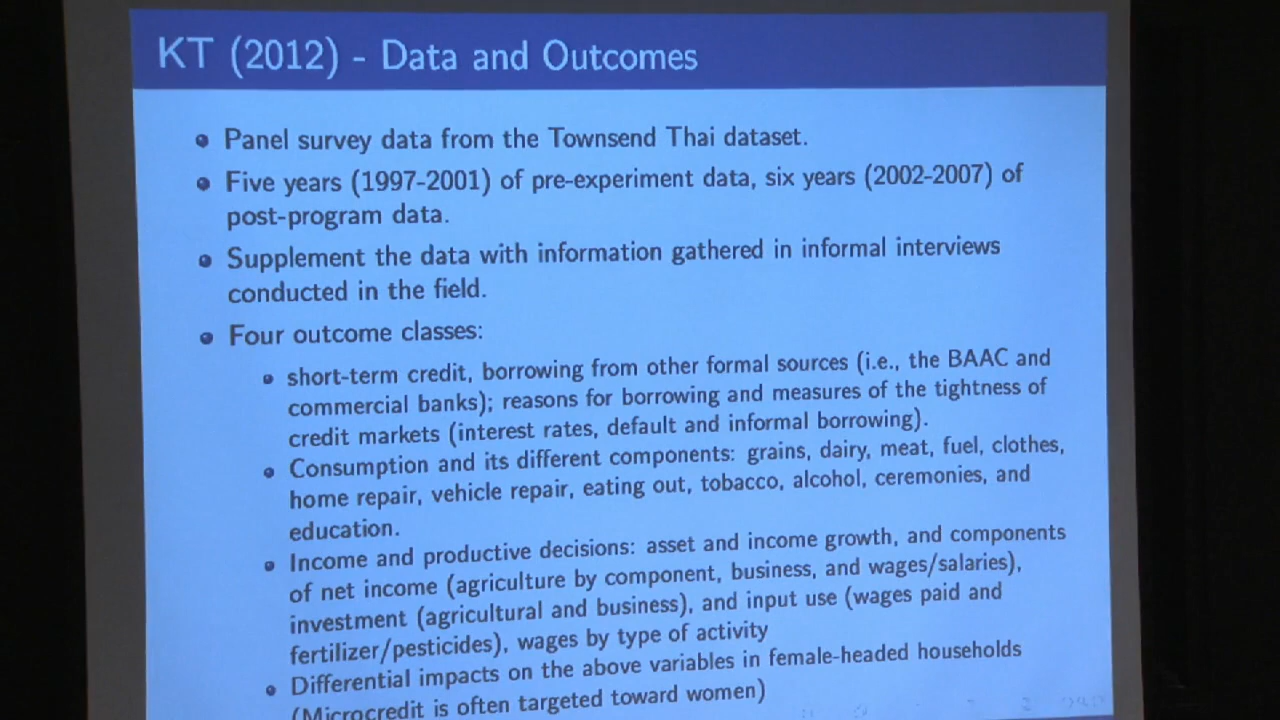 KT (2012) - Data and Outcomes
Panel survey data from the Townsend Thai dataset.
Five years (1997-2001) of pre-experiment data, six years (2002-2007) of
post-program data.
Supplement the data with information gathered in informal interviews
conducted in the field.
Four outcome classes:
short-term credit, borrowing from other formal sources (i.e., the BAAC and
commercial banks); reasons for borrowing and measures of the tightness of
credit markets (interest rates, default and informal borrowing).
Consumption and its different components: grains, dairy, meat, fuel, clothes,
home repair, vehicle repair, eating out, tobacco, alcohol, ceremonies, and
education.
Income and productive decisions: asset and income growth, and components
of net income (agriculture by component, business, and wages/salaries),
investment (agricultural and business), and input use (wages paid and
fertilizer/pesticides), wages by type of activity
Differential impacts on the above variables in female-headed households
(Microcredit is often targeted toward women)